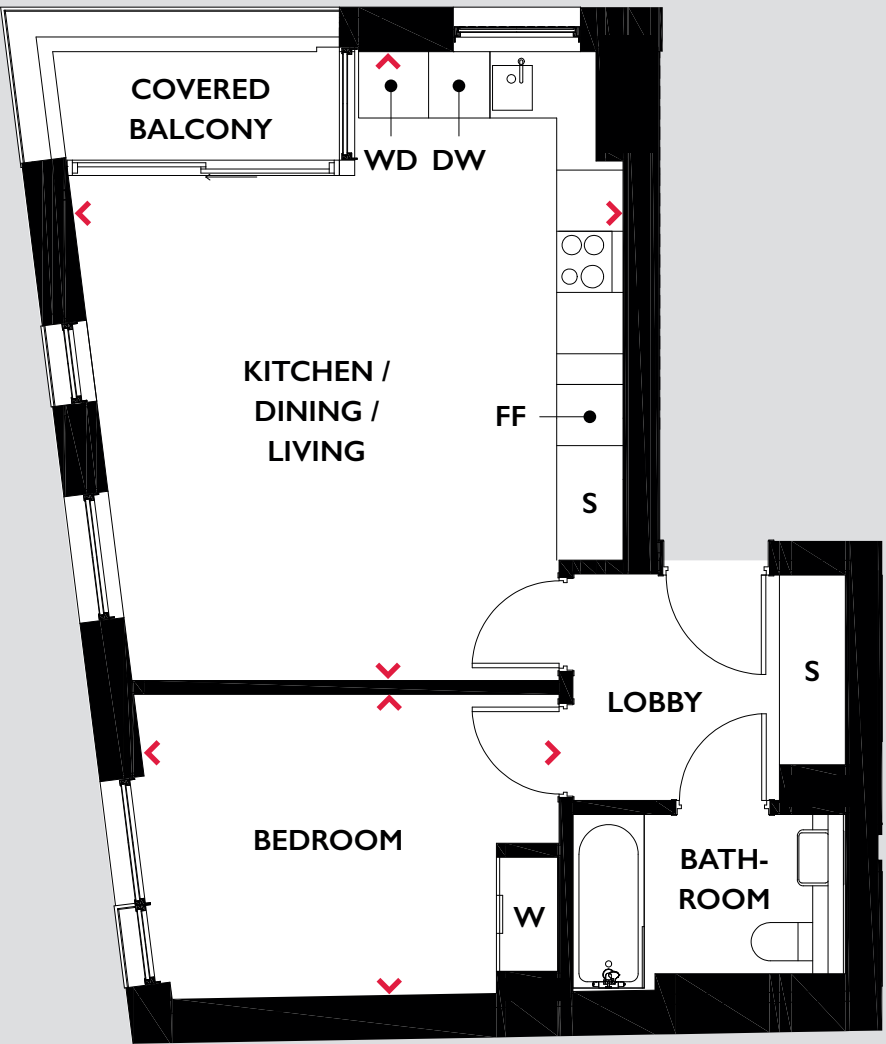 COVERED
BALCONY
WD DW
KITCHEN /
DINING /
LIVING
FF
S
S
LOBBY
BEDROOM
BATH-
ROOM
W